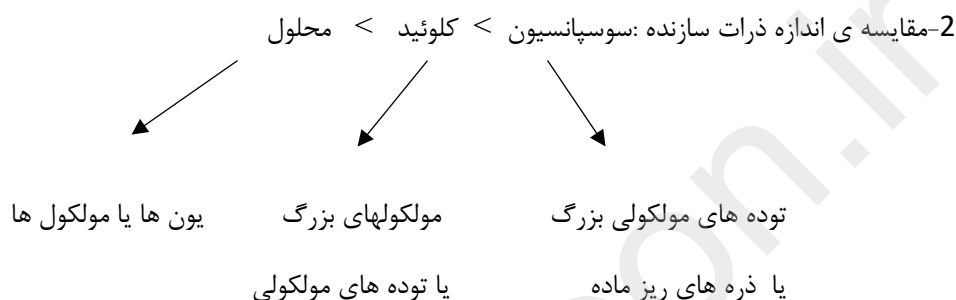 2-مقایسه ی اندازه ذرات سازنده :سوسپانسیون > کلوئید > محلول
توده های مولکولی بزرگ مولکولهای بزرگ یون ها یا مولکول ها
یا ذره های ریز ماده یا توده های مولکولی